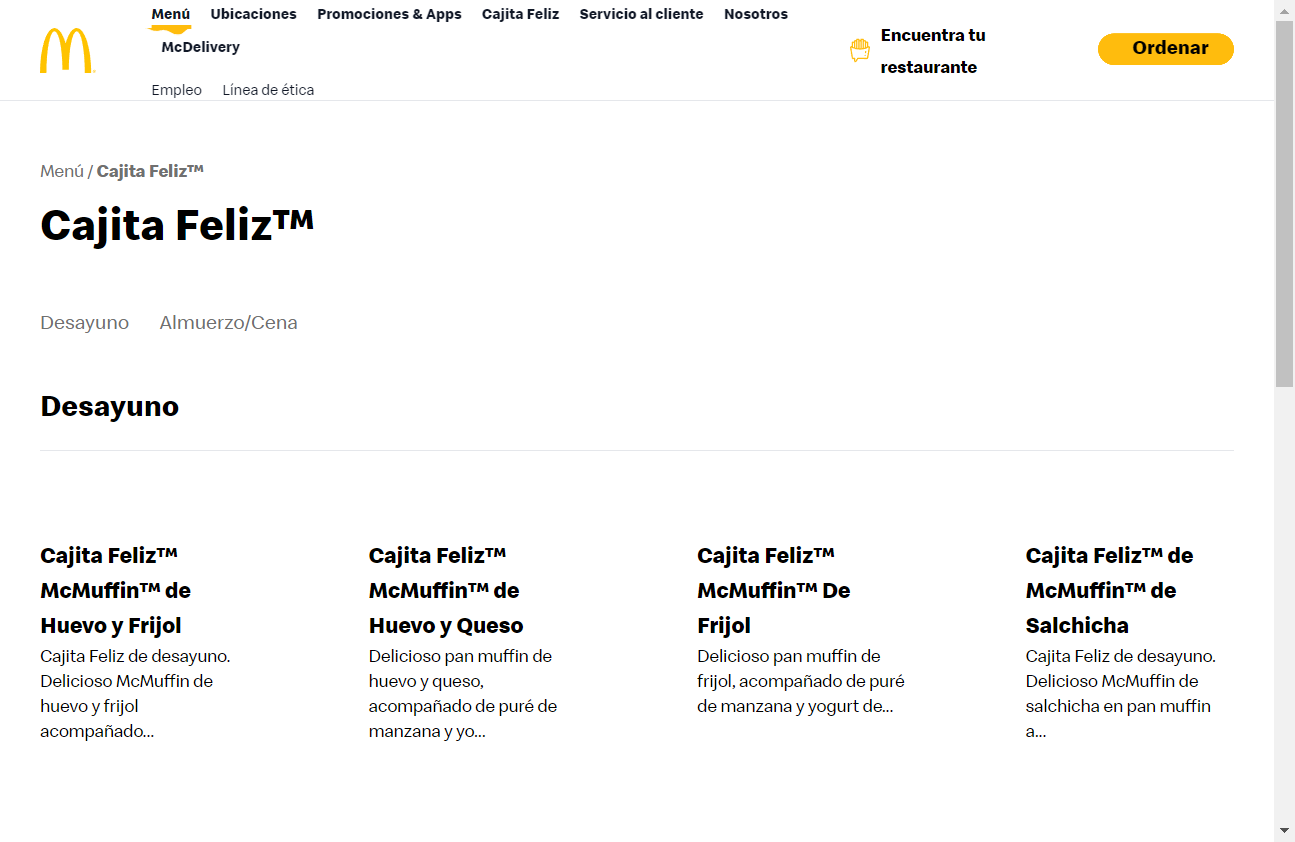 Menú Ubicaciones Promociones & Apps Cajita Feliz Servicio al cliente Nosotros
McDelivery
Empleo Línea de ética
Encuentra tu
restaurante
Ordenar
Menú / Cajita Feliz™
Cajita Feliz™
Desayuno Almuerzo/Cena
Desayuno
Cajita Feliz™
McMuffin™ de
Huevo y Frijol
Cajita Feliz de desayuno.
Delicioso McMuffin de
huevo y frijol
acompañado...
Cajita Feliz™
McMuffin™ de
Huevo y Queso
Delicioso pan muffin de
huevo y queso,
acompañado de puré de
manzana y yo...
Cajita Feliz™
McMuffin™ De
Frijol
Delicioso pan muffin de
frijol, acompañado de puré
de manzana y yogurt de...
Cajita Feliz™ de
McMuffin™ de
Salchicha
Cajita Feliz de desayuno.
Delicioso McMuffin de
salchicha en pan muffin
a...